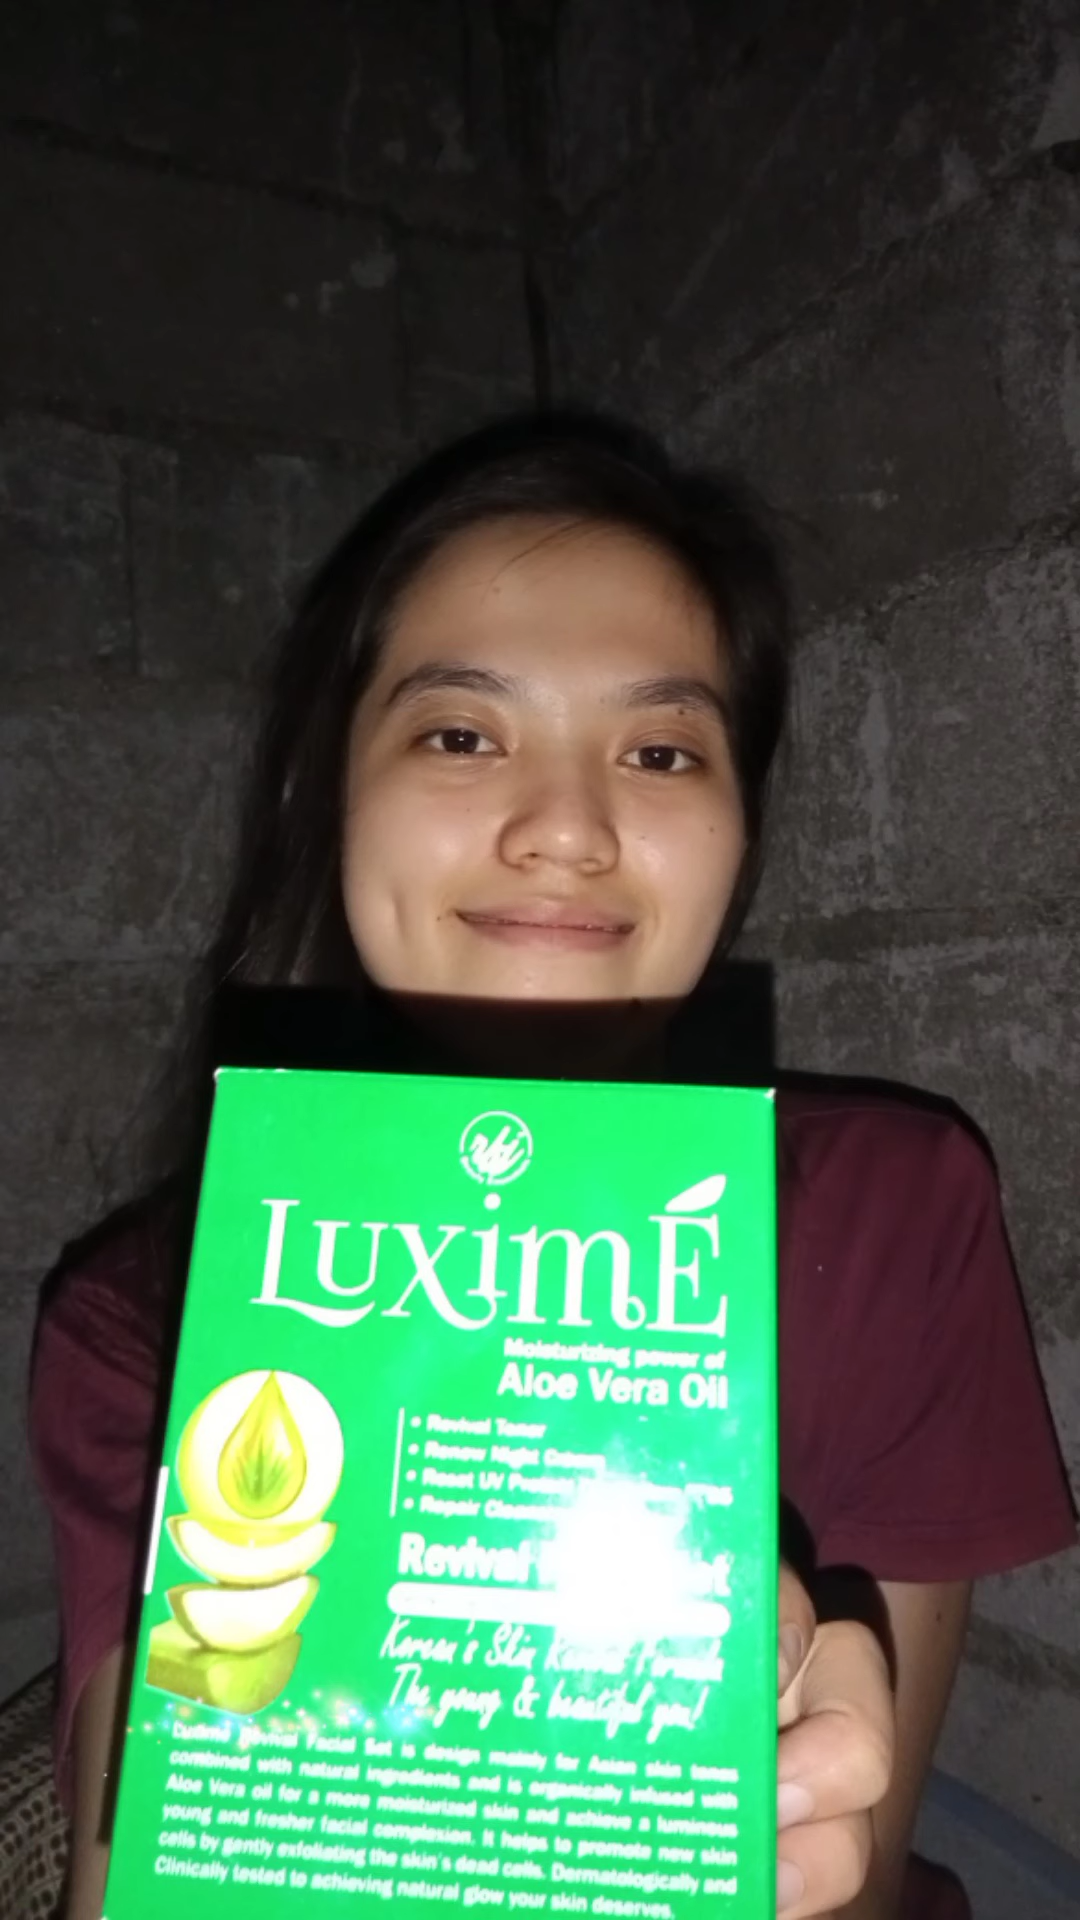 LUXIMÉ
Moisturizing power of
Aloe Vera Oil
• Revival Toner
• Renew Night Cream
• Reset UV
• Repair
Revival
Korean's Skin
The young & beautiful you!
Luximé Revival Facial Set is design mainly for Asian skin tones
combined with natural ingredients and is organically infused with
Aloe Vera oil for a more moisturized skin and achieve a luminous
young and fresher facial complexion. It helps to promote new skin
cells by gently exfoliating the skin's dead cells. Dermatologically and
Clinically tested to achieving natural glow your skin deserves.